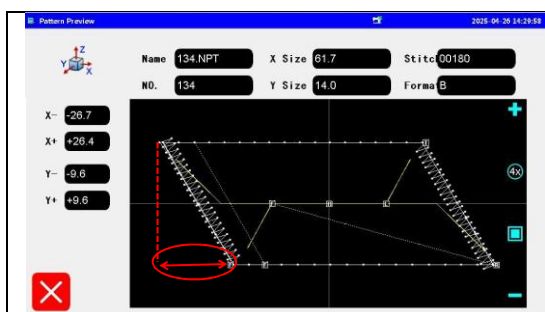 Pattern Preview 2025-04-26 14:29:58
Z
Y X
Name 134.NPT X Size 61.7 Stitc 00180
NO. 134 Y Size 14.0 Forma B
X- -26.7
X+ +26.4
Y- -9.6
Y+ +9.6
4x